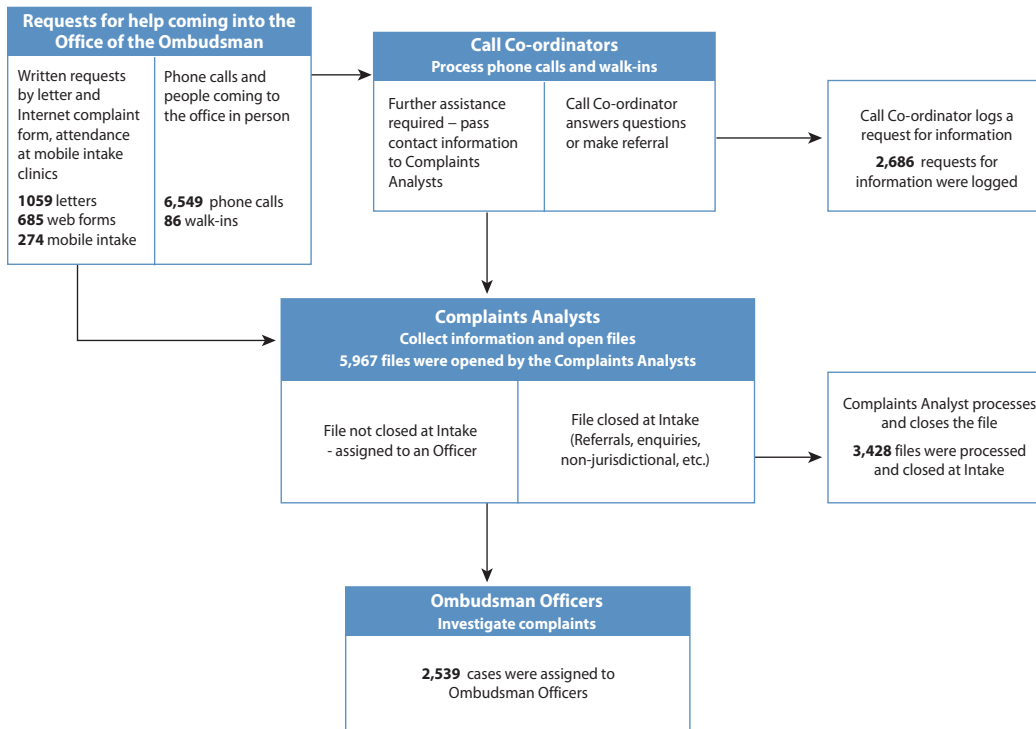 Requests for help coming into the
Office of the Ombudsman
Written requests
by letter and
Internet complaint
form, attendance
at mobile intake
clinics
1059 letters
685 web forms
274 mobile intake
Phone calls and
people coming to
the office in person
6,549 phone calls
86 walk-ins
Call Co-ordinators
Process phone calls and walk-ins
Further assistance
required – pass
contact information
to Complaints
Analysts
Call Co-ordinator
answers questions
or make referral
Call Co-ordinator logs a
request for information
2,686 requests for
information were logged
Complaints Analysts
Collect information and open files
5,967 files were opened by the Complaints Analysts
File not closed at Intake
- assigned to an Officer
File closed at Intake
(Referrals, enquiries,
non-jurisdictional, etc.)
Complaints Analyst processes
and closes the file
3,428 files were processed
and closed at Intake
Ombudsman Officers
Investigate complaints
2,539 cases were assigned to
Ombudsman Officers